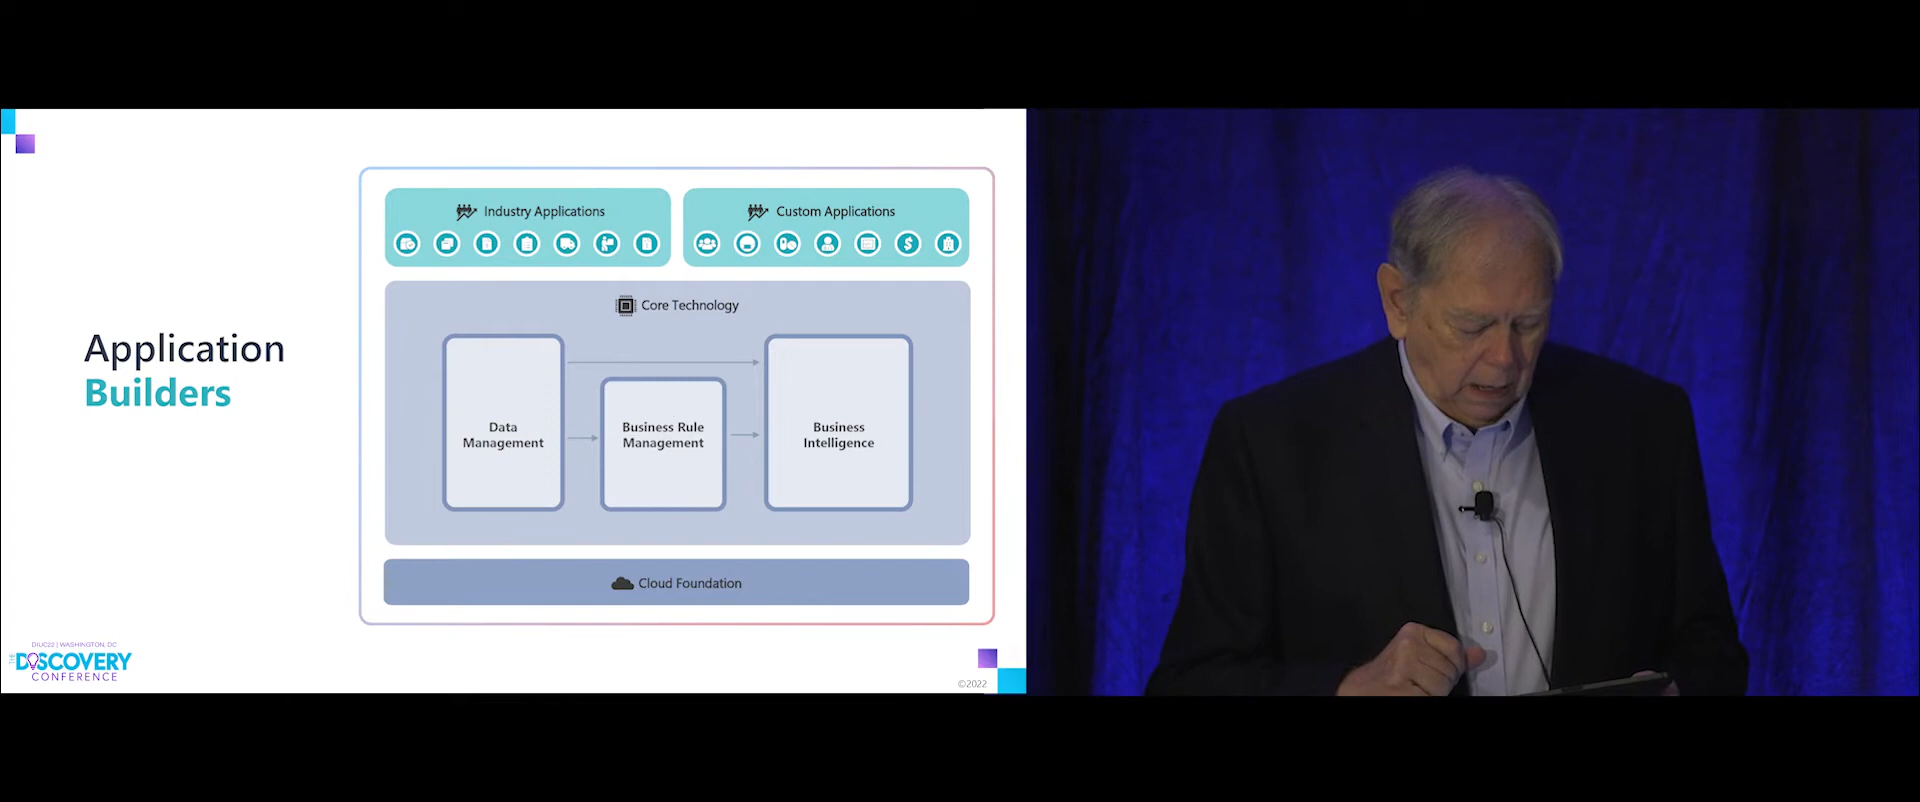 Application
Builders
Industry Applications
Custom Applications
Core Technology
Data
Management
Business Rule
Management
Business
Intelligence
Cloud Foundation
DIUC22 | WASHINGTON, DC
THE DISCOVERY
CONFERENCE
©2022